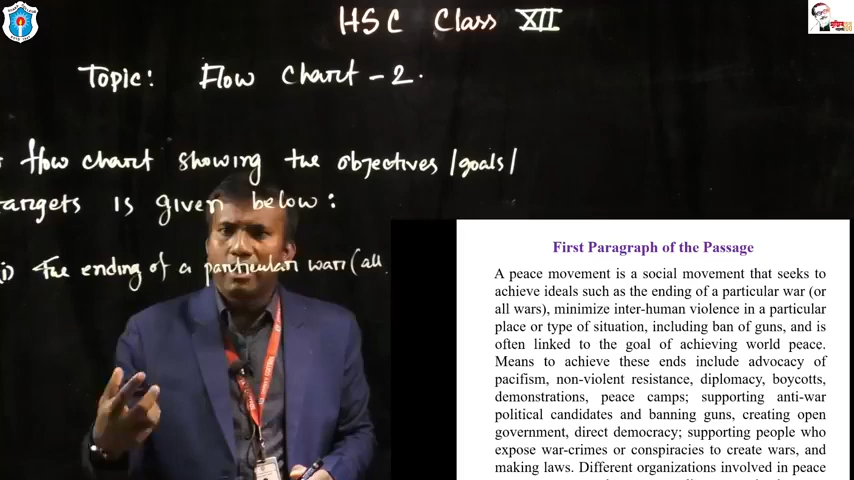 HSC Class XII
Topic: Flow Chart - 2.
flow chart showing the objectives/goals/
targets is given below:
(i) The ending of a particular war (all
First Paragraph of the Passage
A peace movement is a social movement that seeks to
achieve ideals such as the ending of a particular war (or
all wars), minimize inter-human violence in a particular
place or type of situation, including ban of guns, and is
often linked to the goal of achieving world peace.
Means to achieve these ends include advocacy of
pacifism, non-violent resistance, diplomacy, boycotts,
demonstrations, peace camps; supporting anti-war
political candidates and banning guns, creating open
government, direct democracy; supporting people who
expose war-crimes or conspiracies to create wars, and
making laws. Different organizations involved in peace